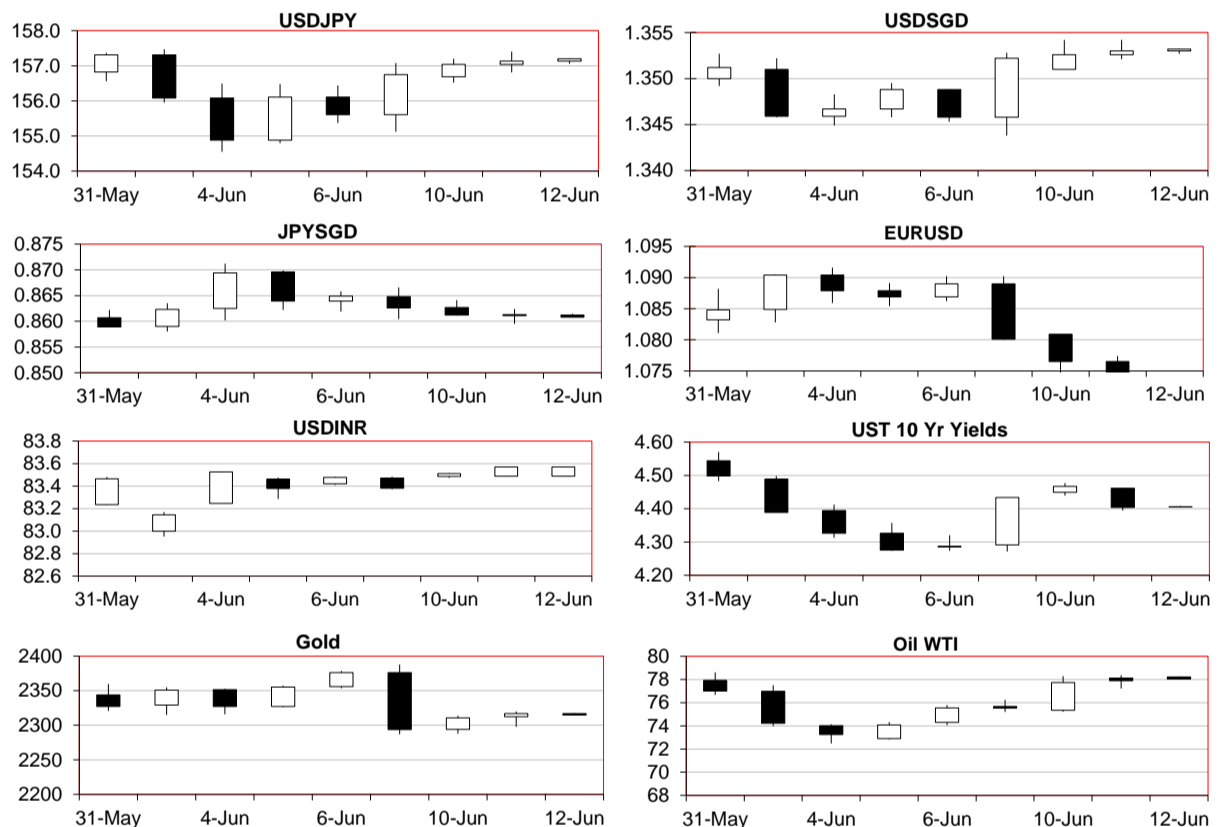 USDJPY
158.0
157.0
156.0
155.0
154.0
31-May 4-Jun 6-Jun 10-Jun 12-Jun
USDSGD
1.355
1.350
1.345
1.340
31-May 4-Jun 6-Jun 10-Jun 12-Jun
JPYSGD
0.875
0.870
0.865
0.860
0.855
0.850
31-May 4-Jun 6-Jun 10-Jun 12-Jun
EURUSD
1.095
1.090
1.085
1.080
1.075
31-May 4-Jun 6-Jun 10-Jun 12-Jun
USDINR
83.8
83.6
83.4
83.2
83.0
82.8
82.6
31-May 4-Jun 6-Jun 10-Jun 12-Jun
UST 10 Yr Yields
4.60
4.50
4.40
4.30
4.20
31-May 4-Jun 6-Jun 10-Jun 12-Jun
Gold
2400
2350
2300
2250
2200
31-May 4-Jun 6-Jun 10-Jun 12-Jun
Oil WTI
80
78
76
74
72
70
68
31-May 4-Jun 6-Jun 10-Jun 12-Jun